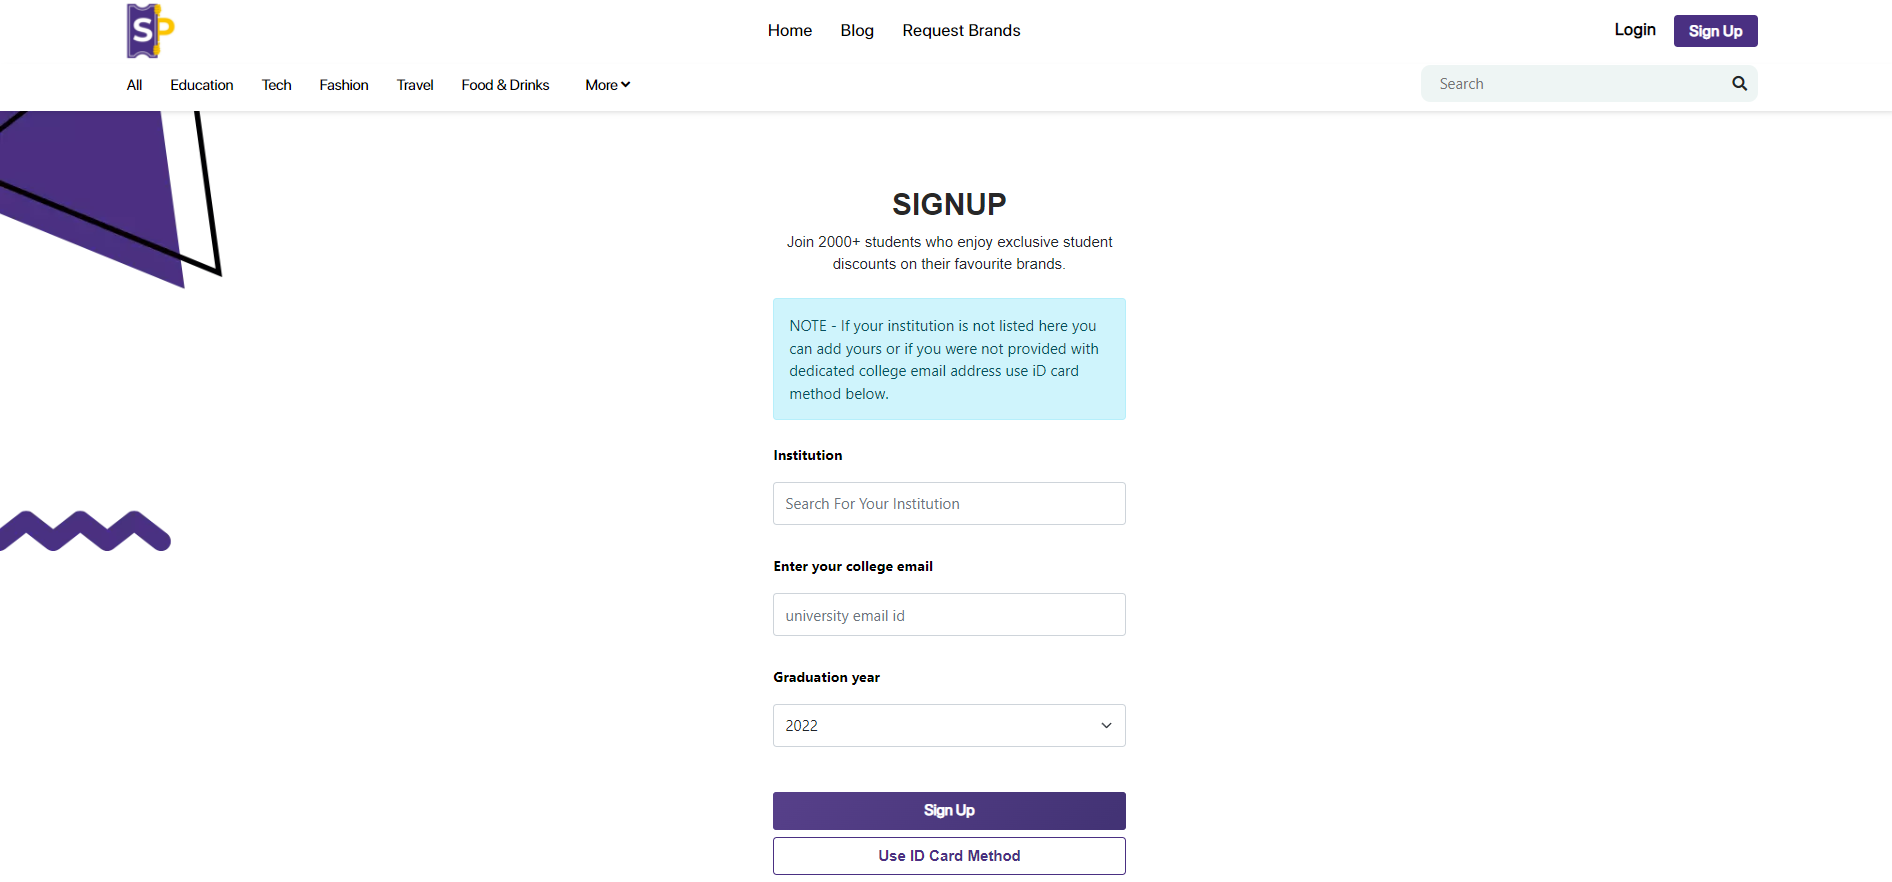 SP
Home Blog Request Brands
Login Sign Up
All Education Tech Fashion Travel Food & Drinks More
Search
SIGNUP
Join 2000+ students who enjoy exclusive student
discounts on their favourite brands.
NOTE - If your institution is not listed here you
can add yours or if you were not provided with
dedicated college email address use iD card
method below.
Institution
Search For Your Institution
Enter your college email
university email id
Graduation year
2022
Sign Up
Use ID Card Method